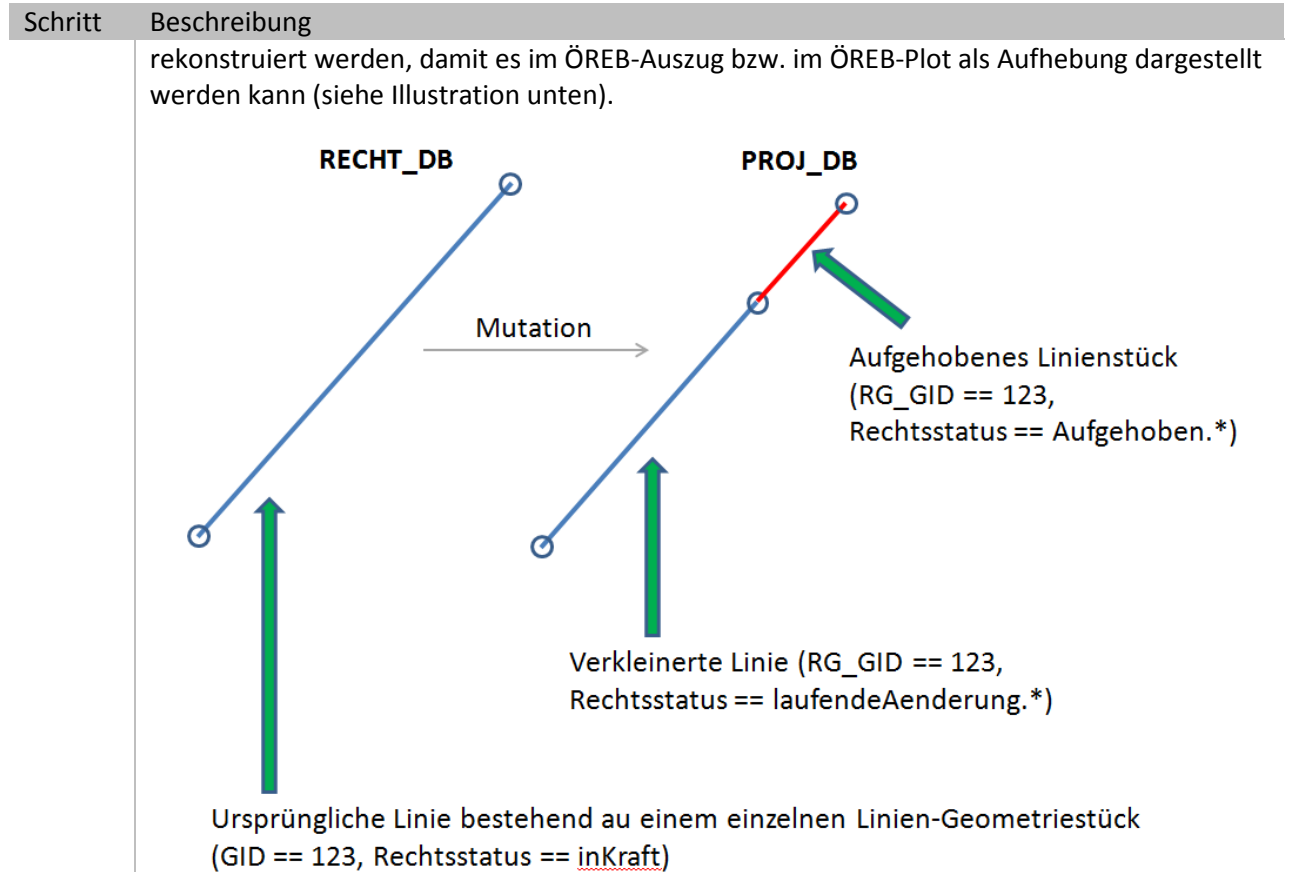 Schritt Beschreibung
rekonstruiert werden, damit es im ÖREB-Auszug bzw. im ÖREB-Plot als Aufhebung dargestellt
werden kann (siehe Illustration unten).
RECHT_DB
PROJ_DB
Mutation
Aufgehobenes Linienstück
(RG_GID == 123,
Rechtsstatus == Aufgehoben.*)
Verkleinerte Linie (RG_GID == 123,
Rechtsstatus == laufendeAenderung.*)
Ursprüngliche Linie bestehend au einem einzelnen Linien-Geometriestück
(GID == 123, Rechtsstatus == inKraft)